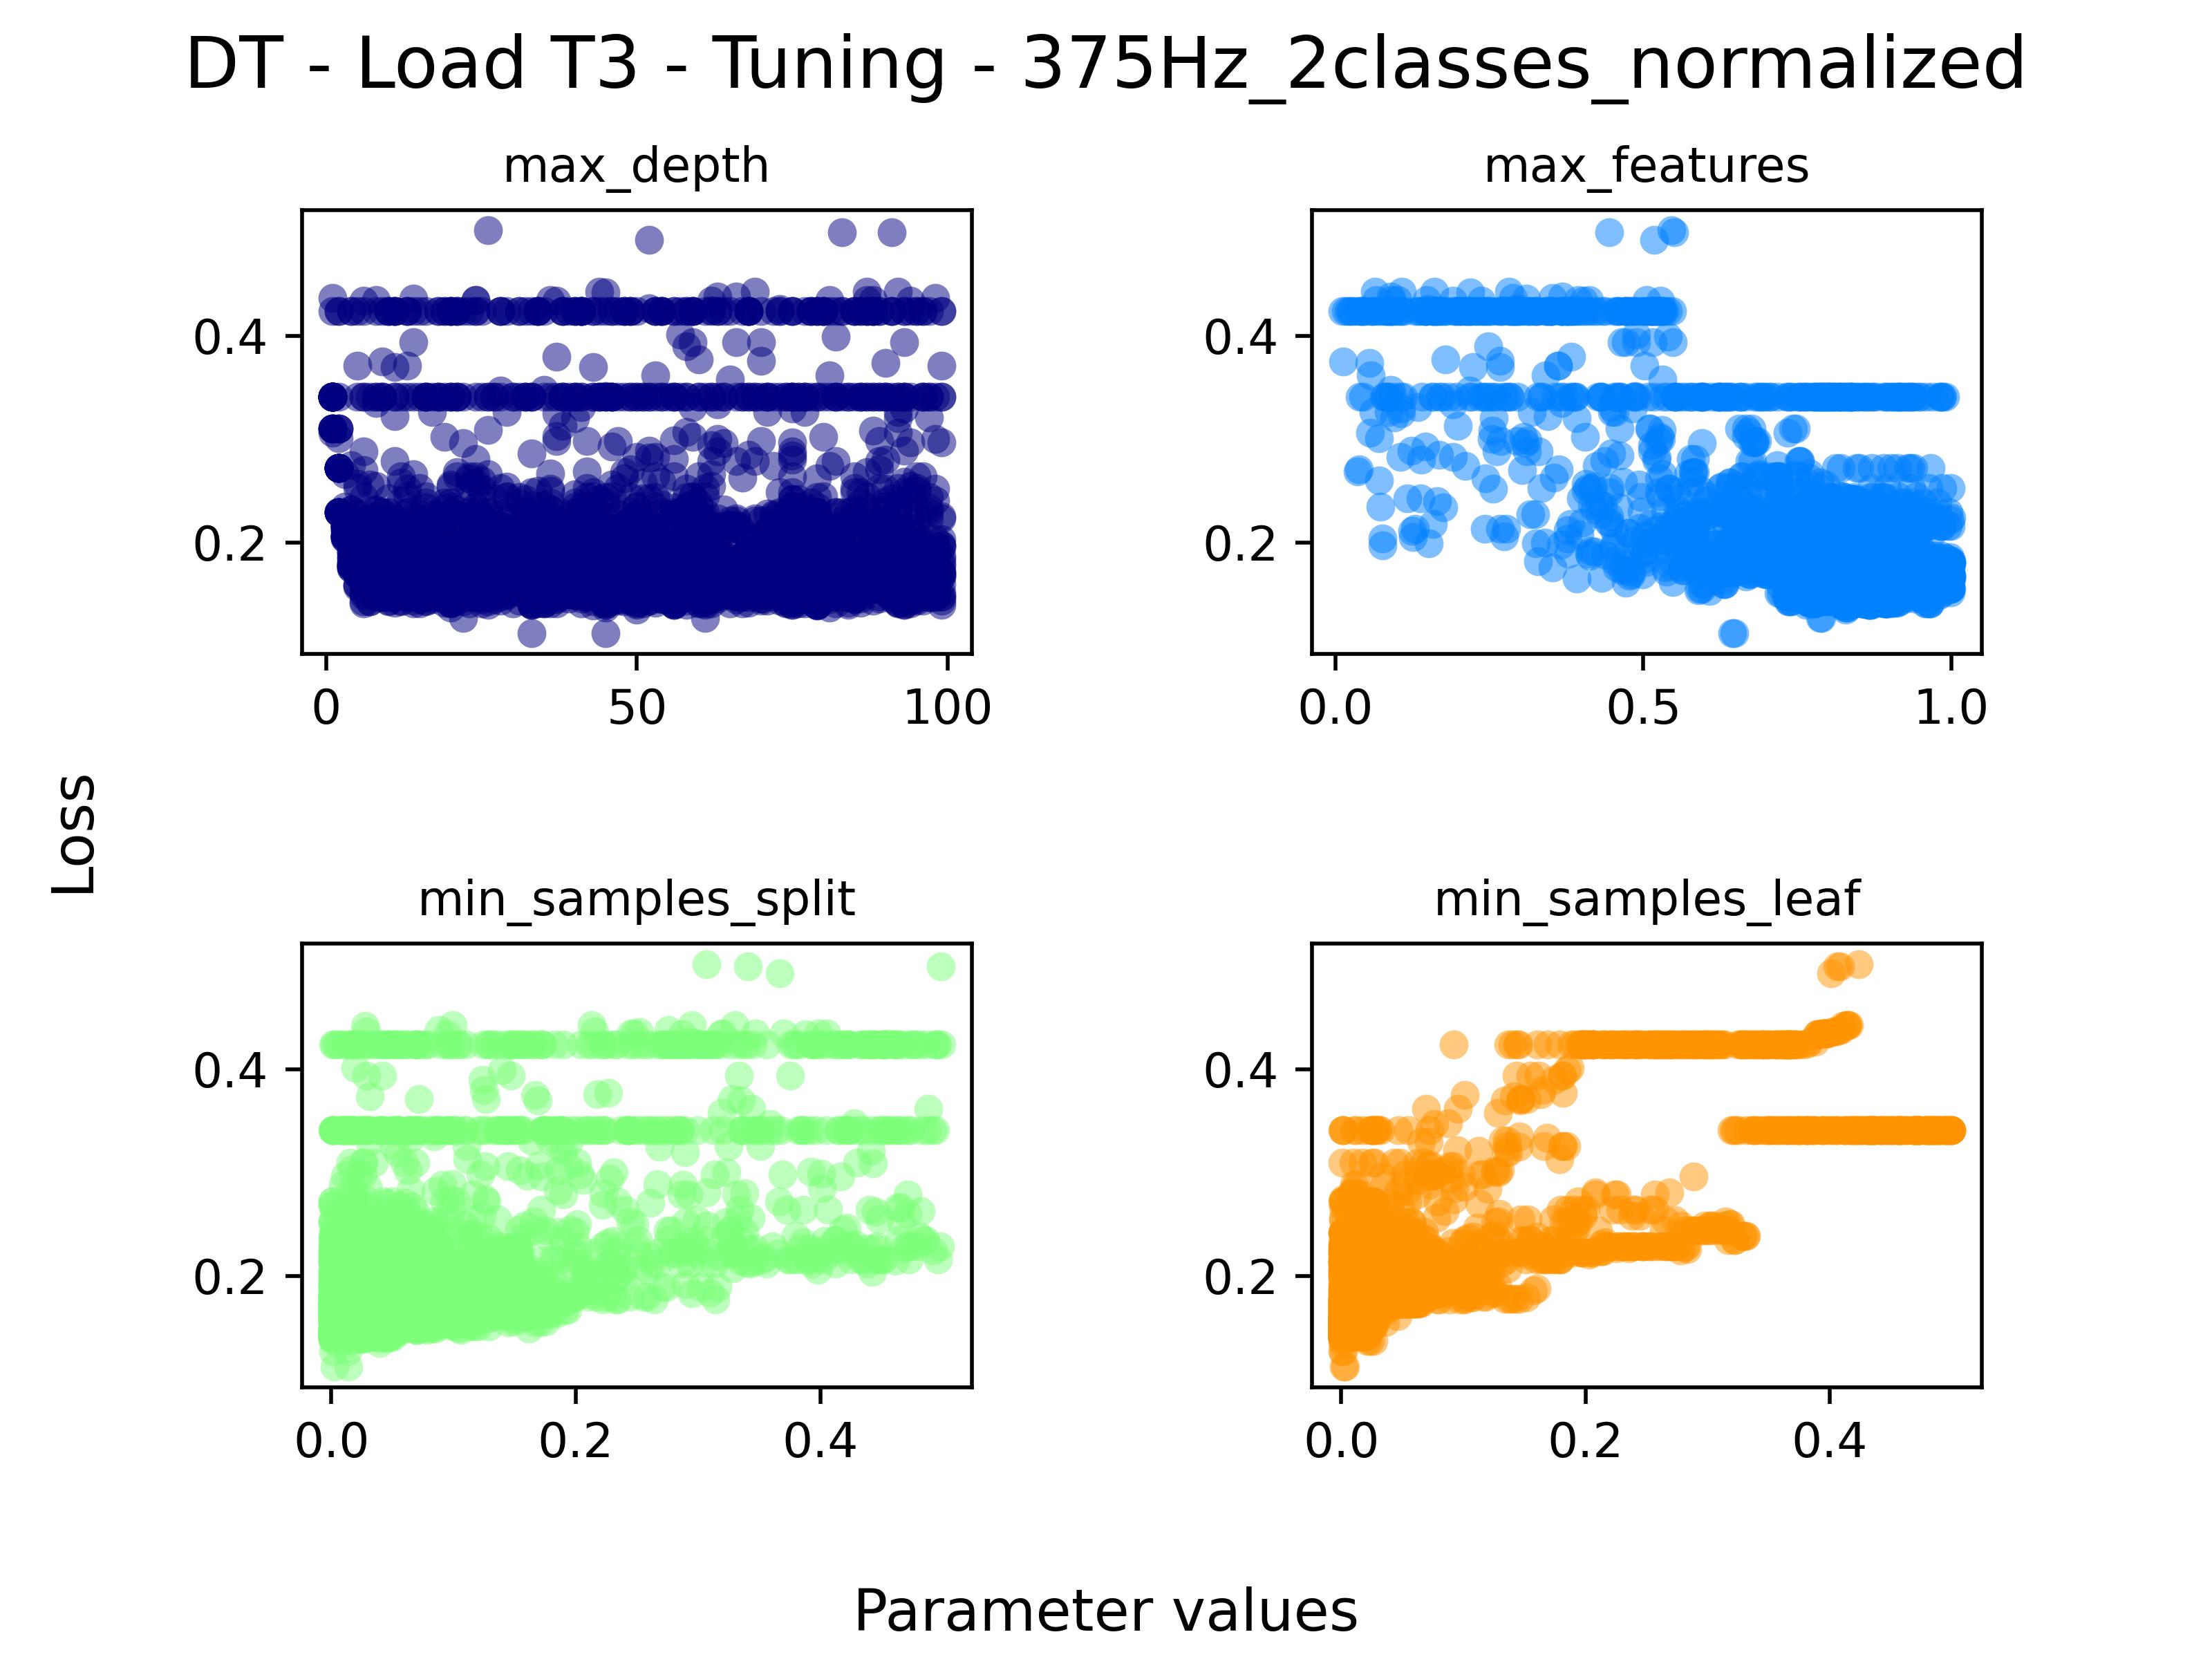 DT - Load T3 - Tuning - 375Hz_2classes_normalized
max_depth
max_features
0.4
0.2
0
50
100
0.4
0.2
0.0
0.5
1.0
Loss
min_samples_split
min_samples_leaf
0.4
0.2
0.0
0.2
0.4
0.4
0.2
0.0
0.2
0.4
Parameter values